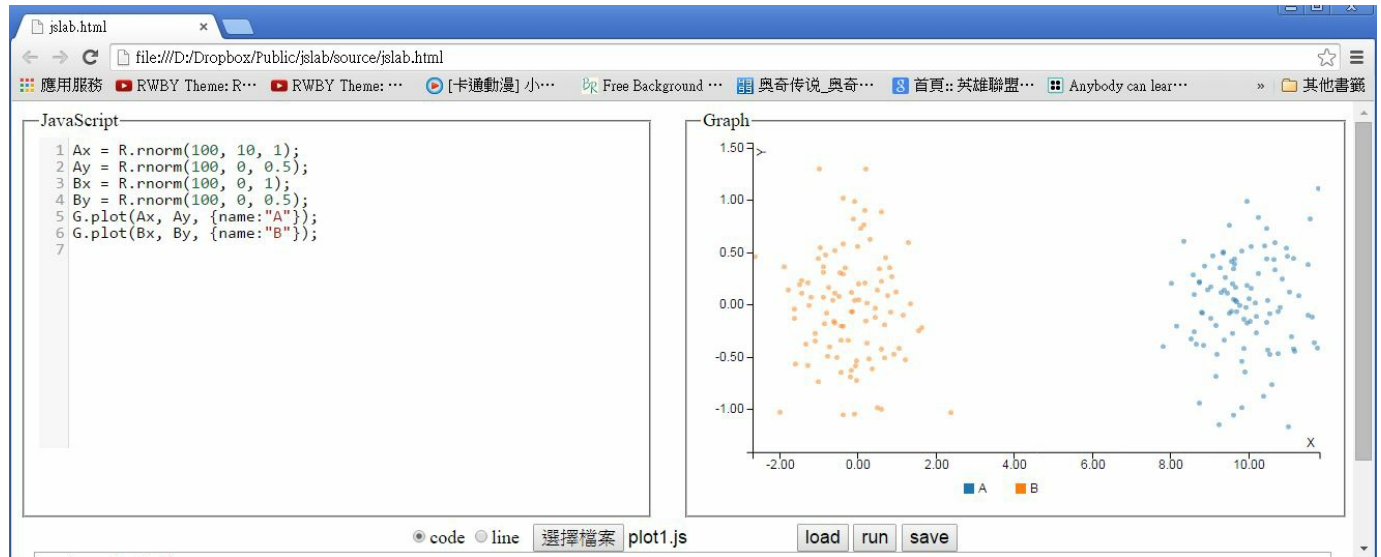 jslab.html
file:///D:/Dropbox/Public/jslab/source/jslab.html
應用服務 RWBY Theme: R… RWBY Theme: … [卡通動漫] 小… Free Background … 奥奇传说_奥奇… 首頁:: 英雄聯盟… Anybody can lear… » 其他書籤
JavaScript
1 Ax = R.rnorm(100, 10, 1);
2 Ay = R.rnorm(100, 0, 0.5);
3 Bx = R.rnorm(100, 0, 1);
4 By = R.rnorm(100, 0, 0.5);
5 G.plot(Ax, Ay, {name:"A"});
6 G.plot(Bx, By, {name:"B"});
7
Graph
1.50
Y
1.00
0.50
0.00
-0.50
-1.00
X
-2.00 0.00 2.00 4.00 6.00 8.00 10.00
A B
code line 選擇檔案 plot1.js load run save